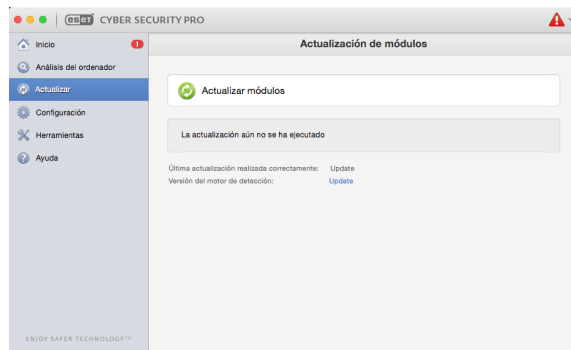 eset CYBER SECURITY PRO
Inicio 1
Actualización de módulos
Análisis del ordenador
Actualizar
Actualizar módulos
Configuración
Herramientas
La actualización aún no se ha ejecutado
Ayuda
Última actualización realizada correctamente: Update
Versión del motor de detección: Update
ENJOY SAFER TECHNOLOGY™